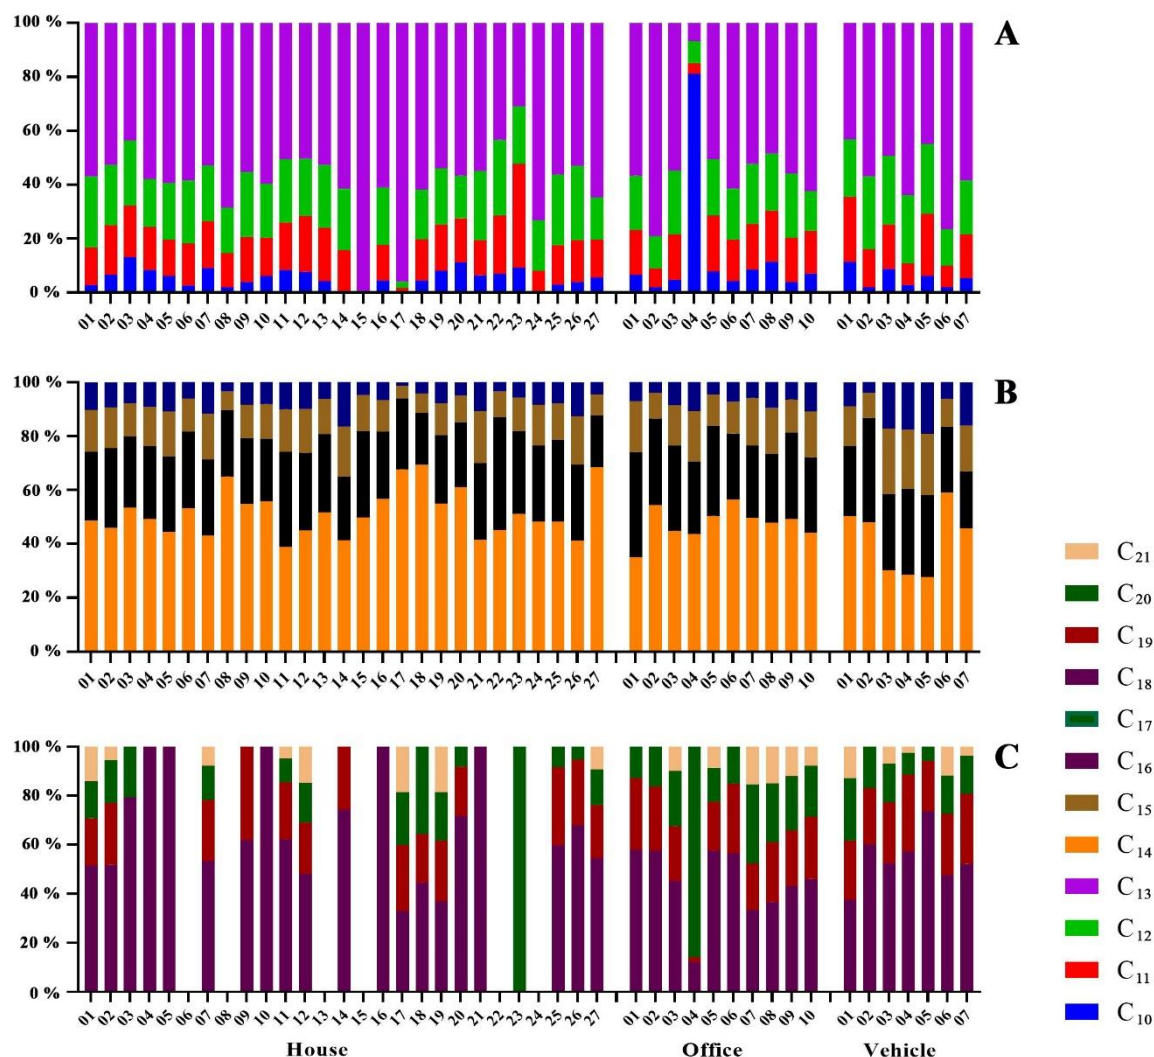 A
100 %
80 %
60 %
40 %
20 %
0 %
01 02 03 04 05 06 07 08 09 10 11 12 13 14 15 16 17 18 19 20 21 22 23 24 25 26 27 01 02 03 04 05 06 07 08 09 10 01 02 03 04 05 06 07
B
100 %
80 %
60 %
40 %
20 %
0 %
01 02 03 04 05 06 07 08 09 10 11 12 13 14 15 16 17 18 19 20 21 22 23 24 25 26 27 01 02 03 04 05 06 07 08 09 10 01 02 03 04 05 06 07
C
100 %
80 %
60 %
40 %
20 %
0 %
01 02 03 04 05 06 07 08 09 10 11 12 13 14 15 16 17 18 19 20 21 22 23 24 25 26 27 01 02 03 04 05 06 07 08 09 10 01 02 03 04 05 06 07
House Office Vehicle
C₂₁
C₂₀
C₁₉
C₁₈
C₁₇
C₁₆
C₁₅
C₁₄
C₁₃
C₁₂
C₁₁
C₁₀